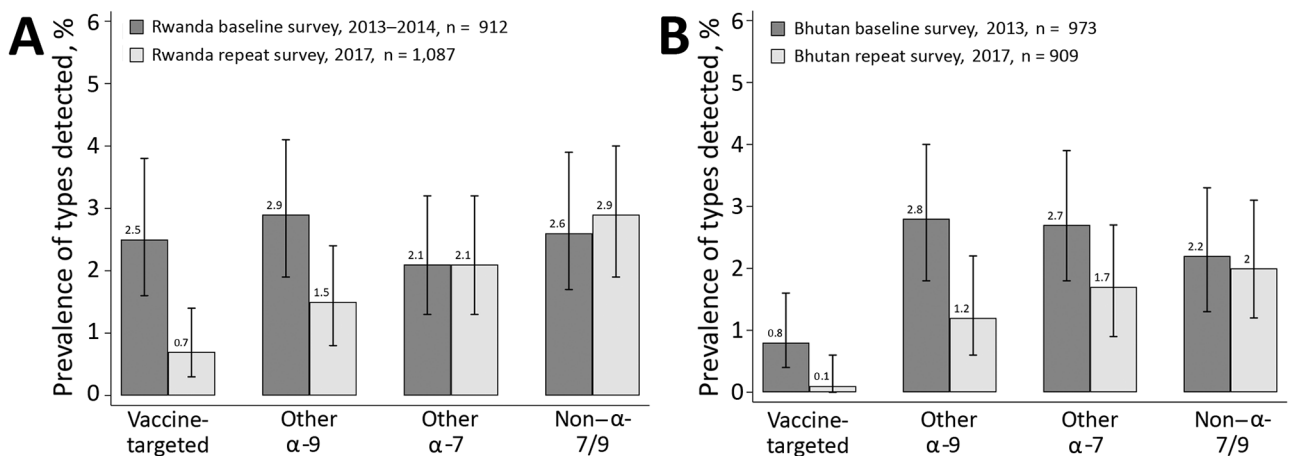 A
Prevalence of types detected, %
6
5
4
3
2
1
0
Rwanda baseline survey, 2013–2014, n = 912
Rwanda repeat survey, 2017, n = 1,087
2.5
0.7
2.9
1.5
2.1
2.1
2.6
2.9
Vaccine-
targeted
Other
α-9
Other
α-7
Non–α-
7/9
B
Prevalence of types detected, %
6
5
4
3
2
1
0
Bhutan baseline survey, 2013, n = 973
Bhutan repeat survey, 2017, n = 909
0.8
0.1
2.8
1.2
2.7
1.7
2.2
2
Vaccine-
targeted
Other
α-9
Other
α-7
Non–α-
7/9